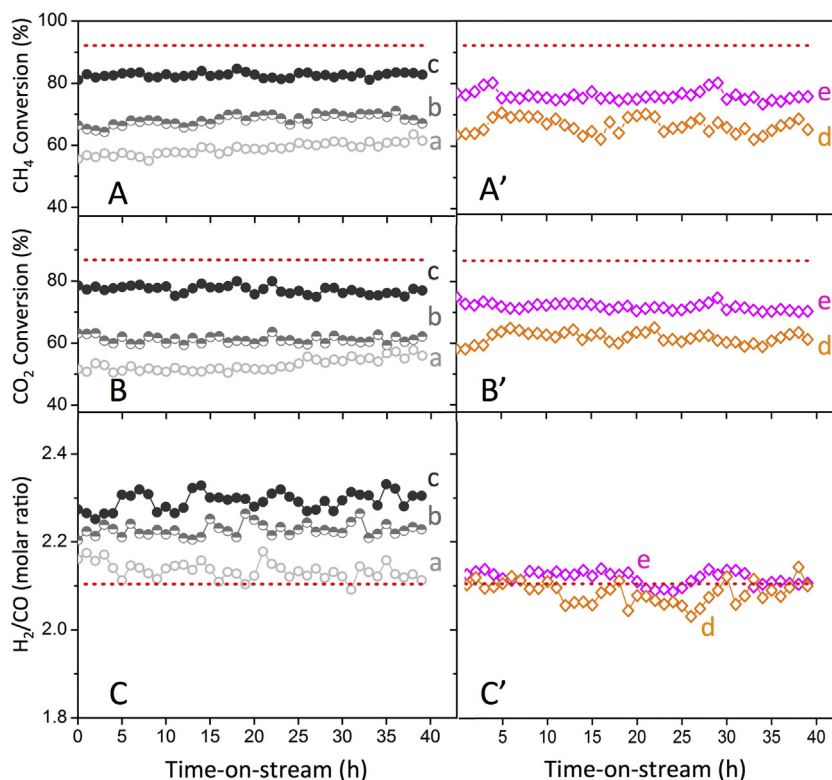 100
80
60
40
CH4 Conversion (%)
A
c
b
a
A'
e
d
80
60
40
CO2 Conversion (%)
B
c
b
a
B'
e
d
2.4
2.2
2.0
1.8
H2/CO (molar ratio)
C
c
b
a
C'
e
d
0 5 10 15 20 25 30 35 40
5 10 15 20 25 30 35 40
Time-on-stream (h)
Time-on-stream (h)